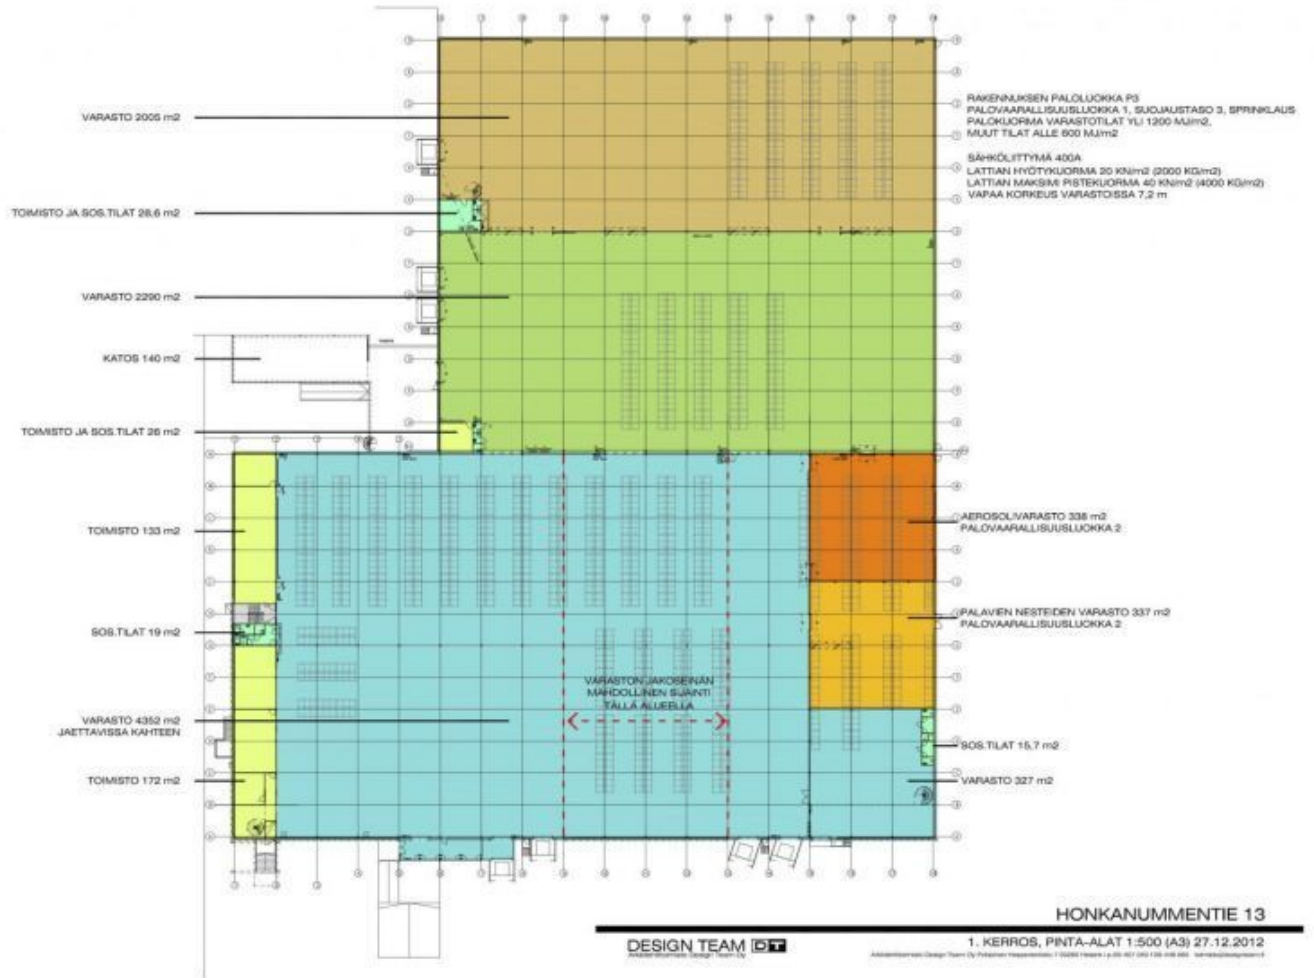 VARASTO 2005 m2
TOIMISTO JA SOS.TILAT 28,6 m2
VARASTO 2290 m2
KATOS 140 m2
TOIMISTO JA SOS.TILAT 26 m2
TOIMISTO 133 m2
SOS.TILAT 19 m2
VARASTO 4352 m2
JAETTAVISSA KAHTEEN
TOIMISTO 172 m2
VARASTON JAKOSEINÄN
MAHDOLLINEN SIJAINTI
TÄLLÄ ALUEELLA
RAKENNUKSEN PALOLUOKKA P3
PALOVAARALLISUUSLUOKKA 1, SUOJAUSTASO 3, SPRINKLAUS
PALOKUORMA VARASTOTILAT YLI 1200 MJ/m2,
MUUT TILAT ALLE 600 MJ/m2
SÄHKÖLIITTYMÄ 400A
LATTIAN HYÖTYKUORMA 20 KN/m2 (2000 KG/m2)
LATTIAN MAKSIMI PISTEKUORMA 40 KN/m2 (4000 KG/m2)
VAPAA KORKEUS VARASTOISSA 7,2 m
AEROSOLIVARASTO 338 m2
PALOVAARALLISUUSLUOKKA 2
PALAVIEN NESTEIDEN VARASTO 337 m2
PALOVAARALLISUUSLUOKKA 2
SOS.TILAT 15,7 m2
VARASTO 327 m2
HONKANUMMENTIE 13
DESIGN TEAM DT
1. KERROS, PINTA-ALAT 1:500 (A3) 27.12.2012
Arkkitehtitoimisto Design Team Oy